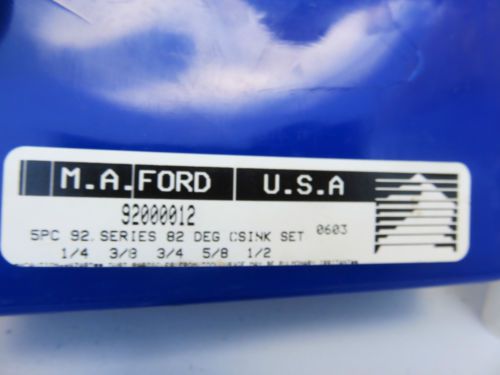 M.A.FORD U.S.A
92000012
5PC 92. SERIES 82 DEG CSINK SET 0603
1/4 3/8 3/4 5/8 1/2